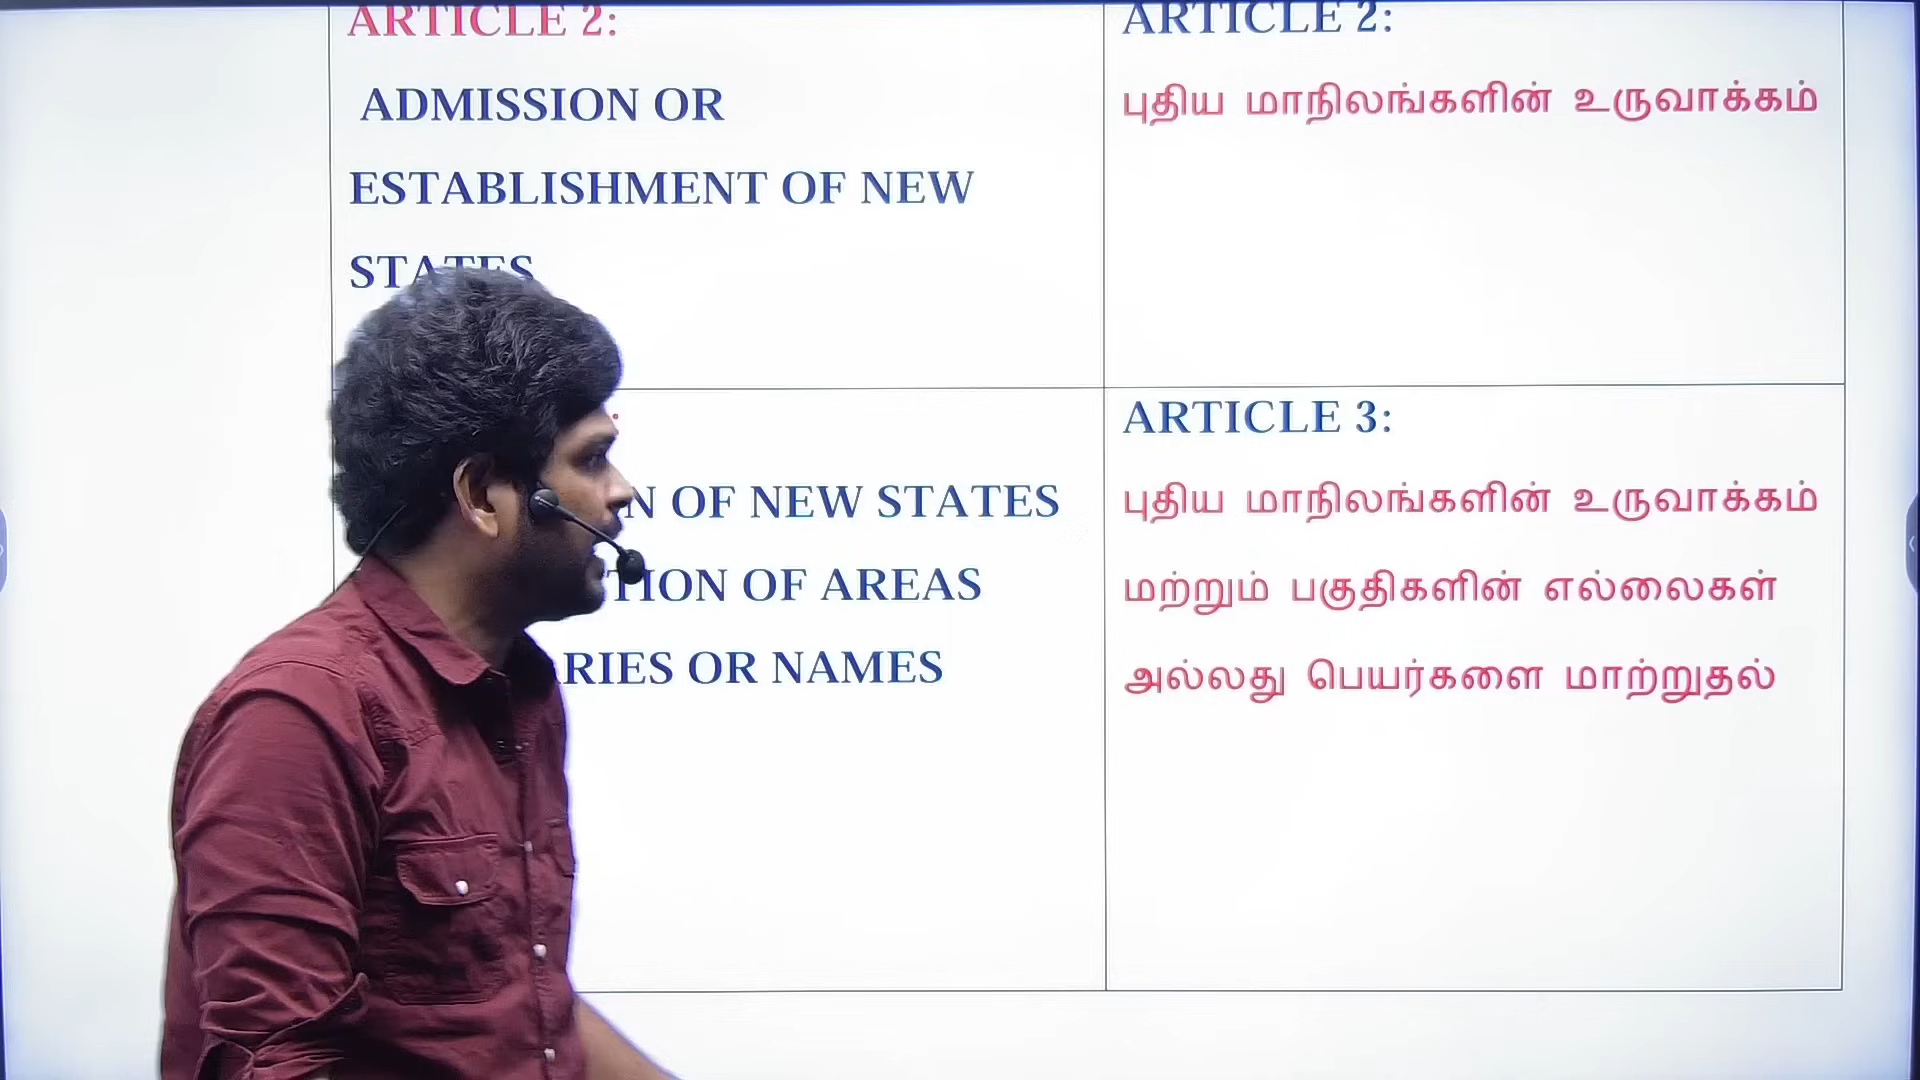 ARTICLE 2:
ADMISSION OR
ESTABLISHMENT OF NEW
STATES
ARTICLE 2:
புதிய மாநிலங்களின் உருவாக்கம்
OF NEW STATES
OF AREAS
OR NAMES
ARTICLE 3:
புதிய மாநிலங்களின் உருவாக்கம்
மற்றும் பகுதிகளின் எல்லைகள்
அல்லது பெயர்களை மாற்றுதல்